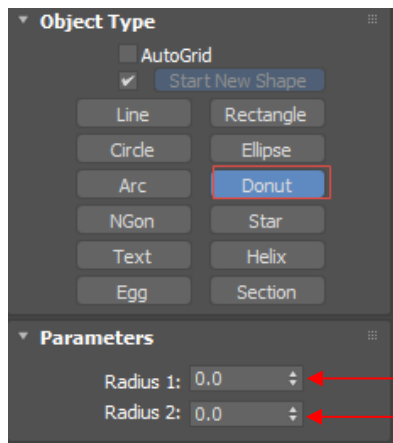 Object Type
AutoGrid
Start New Shape
Line Rectangle
Circle Ellipse
Arc Donut
NGon Star
Text Helix
Egg Section
Parameters
Radius 1: 0.0
Radius 2: 0.0